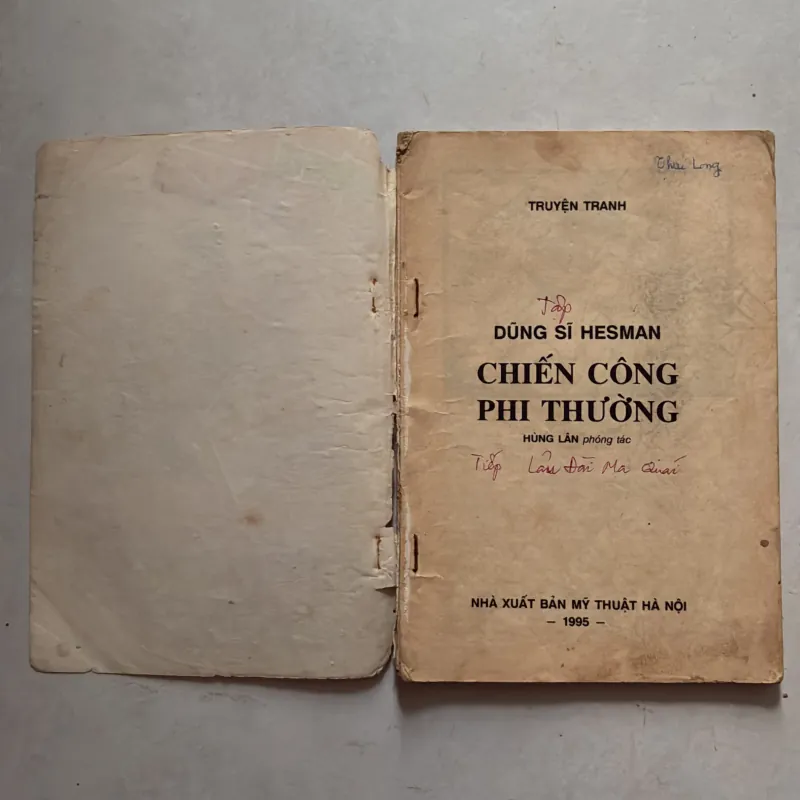 Thai Long
TRUYỆN TRANH
Tập
DŨNG SĨ HESMAN
CHIẾN CÔNG
PHI THƯỜNG
HÙNG LÂN phóng tác
Tiếp Lâu Đài Ma Quái
NHÀ XUẤT BẢN MỸ THUẬT HÀ NỘI
– 1995 –